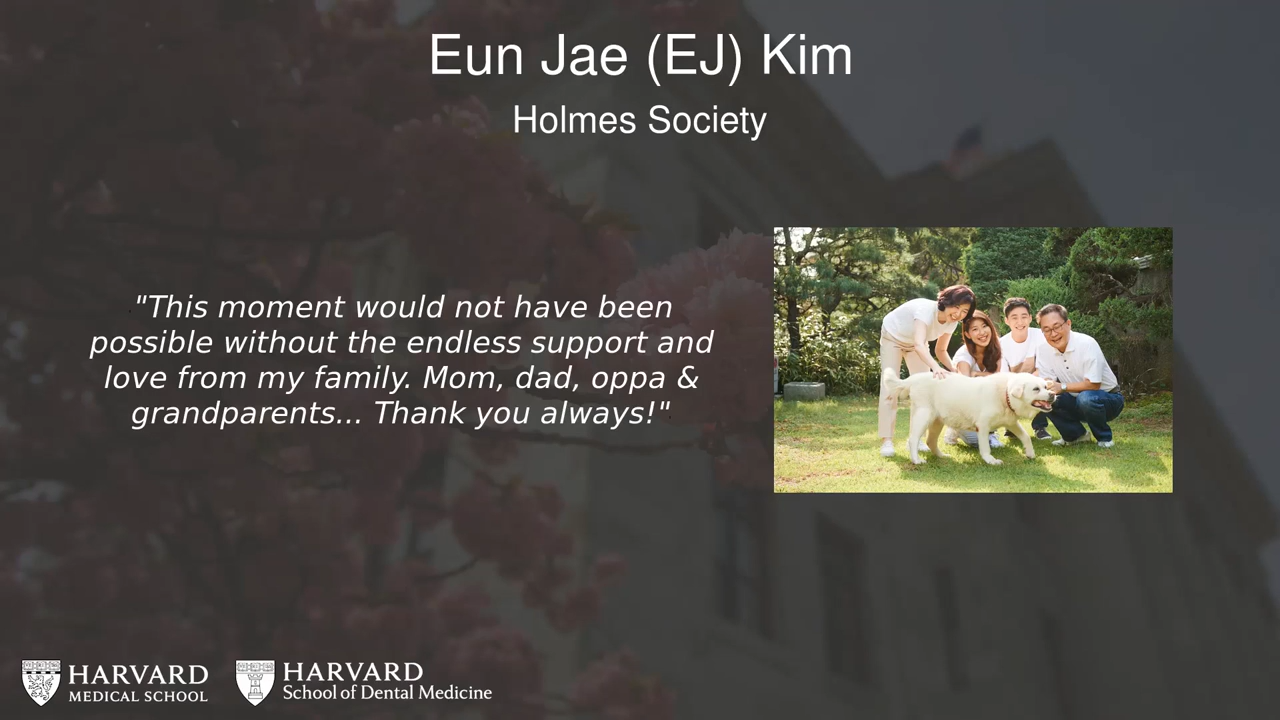 Eun Jae (EJ) Kim
Holmes Society
"This moment would not have been
possible without the endless support and
love from my family. Mom, dad, oppa &
grandparents... Thank you always!"
HARVARD
MEDICAL SCHOOL
HARVARD
School of Dental Medicine